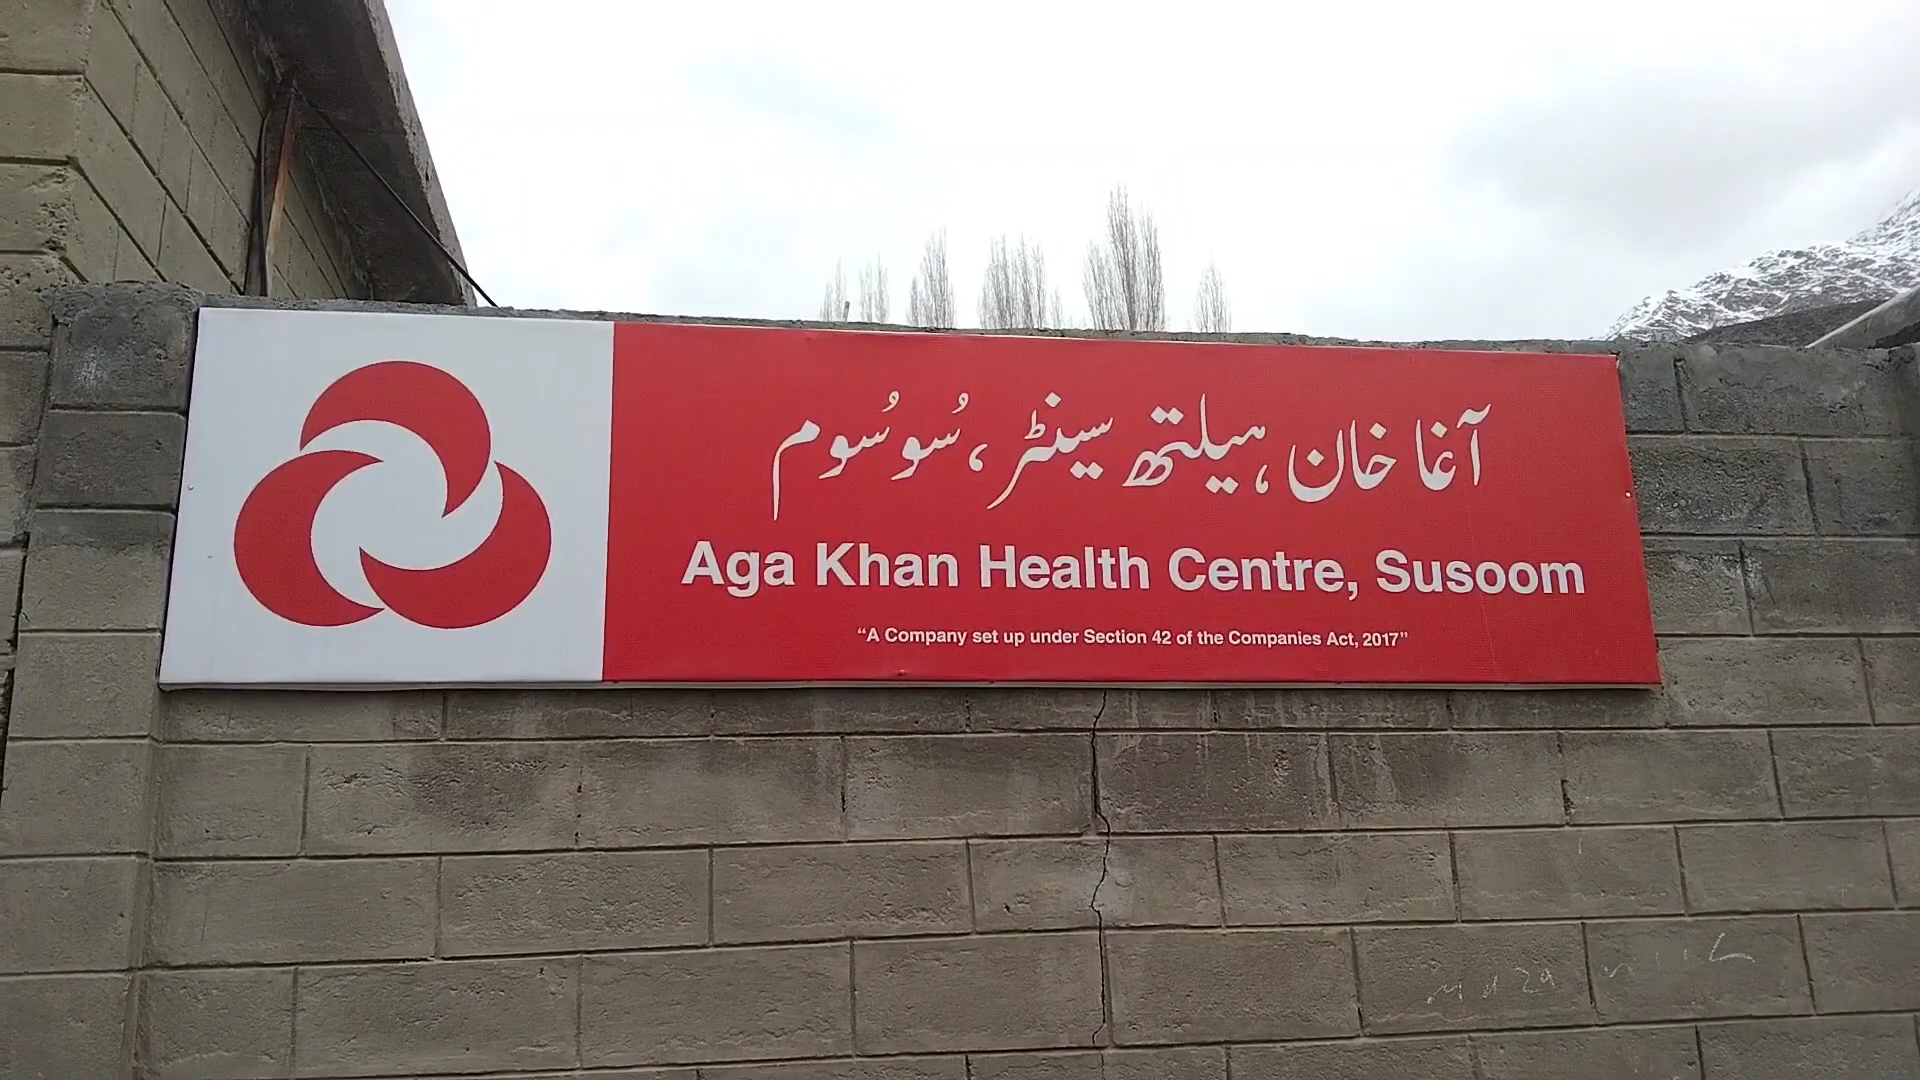 آغا خان ہیلتھ سینٹر، سُوسُوم
Aga Khan Health Centre, Susoom
“A Company set up under Section 42 of the Companies Act, 2017”